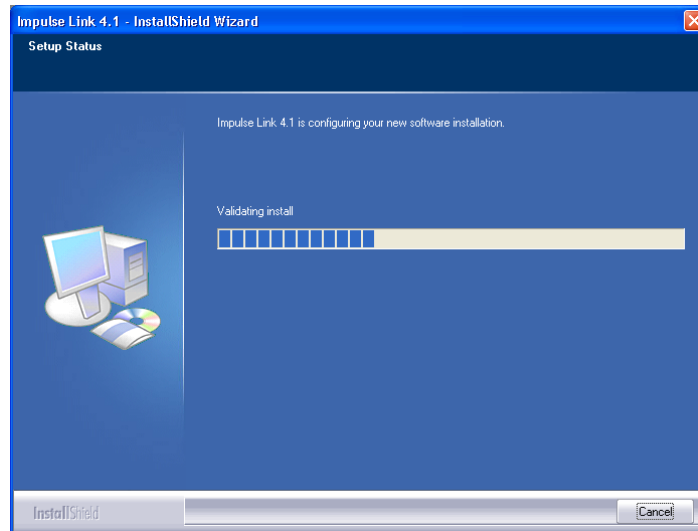 Impulse Link 4.1 - InstallShield Wizard
Setup Status
Impulse Link 4.1 is configuring your new software installation.
Validating install
InstallShield
Cancel